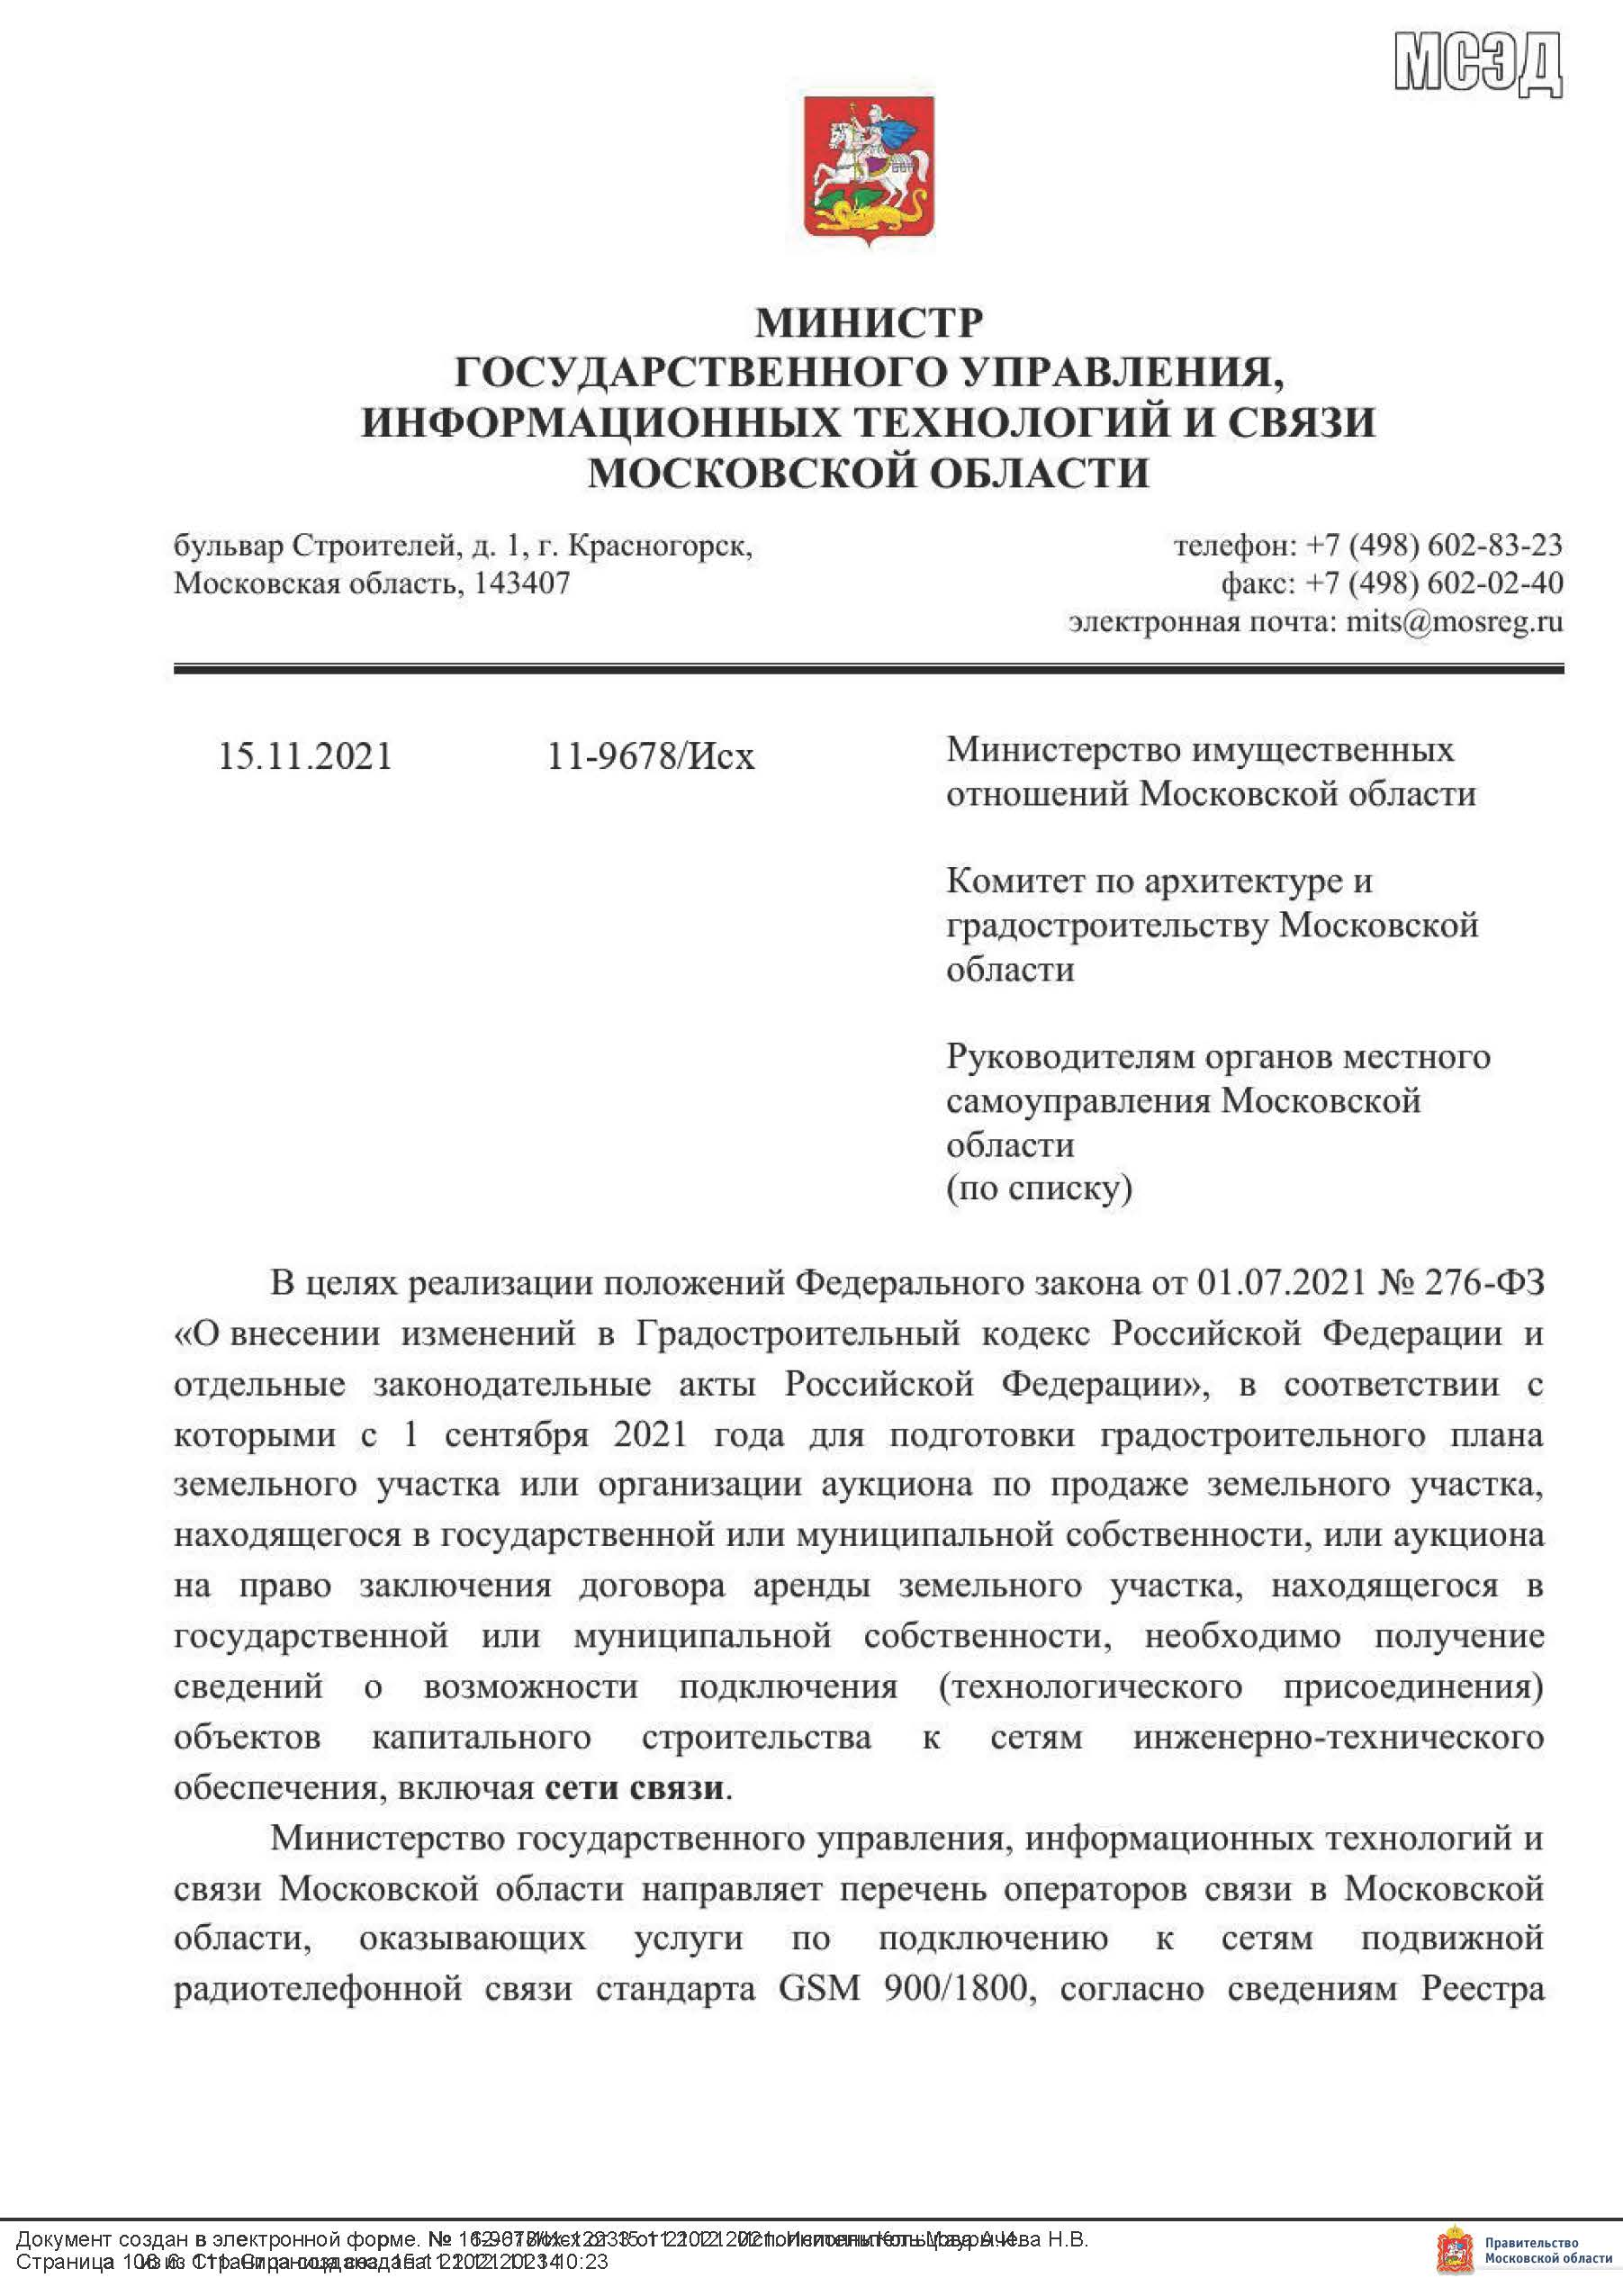 МСЭД
МИНИСТР
ГОСУДАРСТВЕННОГО УПРАВЛЕНИЯ,
ИНФОРМАЦИОННЫХ ТЕХНОЛОГИЙ И СВЯЗИ
МОСКОВСКОЙ ОБЛАСТИ
бульвар Строителей, д. 1, г. Красногорск,
Московская область, 143407
телефон: +7 (498) 602-83-23
факс: +7 (498) 602-02-40
электронная почта: mits@mosreg.ru
15.11.2021 11-9678/Исх
Министерство имущественных
отношений Московской области
Комитет по архитектуре и
градостроительству Московской
области
Руководителям органов местного
самоуправления Московской
области
(по списку)
В целях реализации положений Федерального закона от 01.07.2021 № 276-ФЗ
«О внесении изменений в Градостроительный кодекс Российской Федерации и
отдельные законодательные акты Российской Федерации», в соответствии с
которыми с 1 сентября 2021 года для подготовки градостроительного плана
земельного участка или организации аукциона по продаже земельного участка,
находящегося в государственной или муниципальной собственности, или аукциона
на право заключения договора аренды земельного участка, находящегося в
государственной или муниципальной собственности, необходимо получение
сведений о возможности подключения (технологического присоединения)
объектов капитального строительства к сетям инженерно-технического
обеспечения, включая сети связи.
Министерство государственного управления, информационных технологий и
связи Московской области направляет перечень операторов связи в Московской
области, оказывающих услуги по подключению к сетям подвижной
радиотелефонной связи стандарта GSM 900/1800, согласно сведениям Реестра
Документ создан в электронной форме. №
Страница
Правительство
Московской области